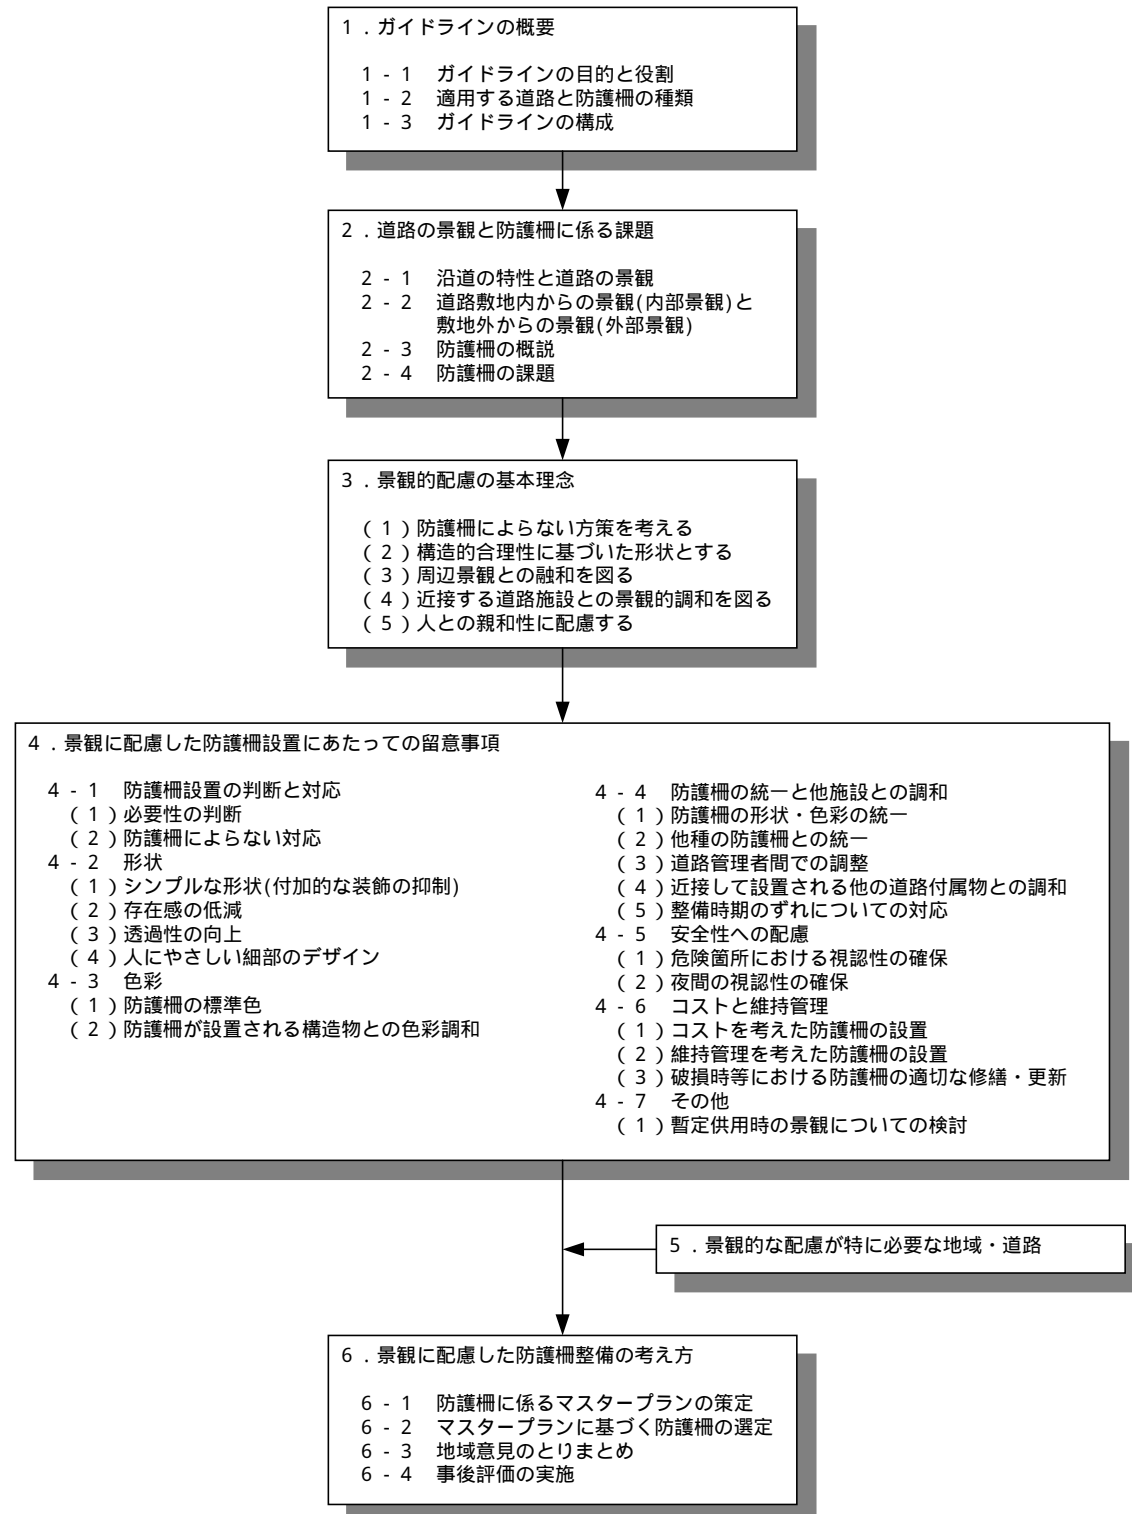 1．ガイドラインの概要
1-1 ガイドラインの目的と役割
1-2 適用する道路と防護柵の種類
1-3 ガイドラインの構成
2．道路の景観と防護柵に係る課題
2-1 沿道の特性と道路の景観
2-2 道路敷地内からの景観(内部景観)と
敷地外からの景観(外部景観)
2-3 防護柵の概説
2-4 防護柵の課題
3．景観的配慮の基本理念
(1)防護柵によらない方策を考える
(2)構造的合理性に基づいた形状とする
(3)周辺景観との融和を図る
(4)近接する道路施設との景観的調和を図る
(5)人との親和性に配慮する
4．景観に配慮した防護柵設置にあたっての留意事項
4-1 防護柵設置の判断と対応
(1)必要性の判断
(2)防護柵によらない対応
4-2 形状
(1)シンプルな形状(付加的な装飾の抑制)
(2)存在感の低減
(3)透過性の向上
(4)人にやさしい細部のデザイン
4-3 色彩
(1)防護柵の標準色
(2)防護柵が設置される構造物との色彩調和
4-4 防護柵の統一と他施設との調和
(1)防護柵の形状・色彩の統一
(2)他種の防護柵との統一
(3)道路管理者間での調整
(4)近接して設置される他の道路付属物との調和
(5)整備時期のずれについての対応
4-5 安全性への配慮
(1)危険箇所における視認性の確保
(2)夜間の視認性の確保
4-6 コストと維持管理
(1)コストを考えた防護柵の設置
(2)維持管理を考えた防護柵の設置
(3)破損時等における防護柵の適切な修繕・更新
4-7 その他
(1)暫定供用時の景観についての検討
5．景観的な配慮が特に必要な地域・道路
6．景観に配慮した防護柵整備の考え方
6-1 防護柵に係るマスタープランの策定
6-2 マスタープランに基づく防護柵の選定
6-3 地域意見のとりまとめ
6-4 事後評価の実施